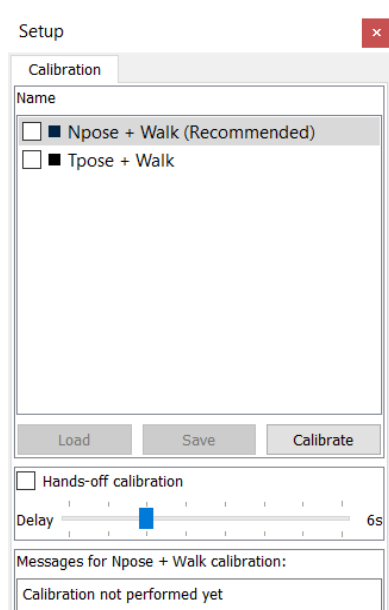 Setup
Calibration
Name
Npose + Walk (Recommended)
Tpose + Walk
Load Save Calibrate
Hands-off calibration
Delay 6s
Messages for Npose + Walk calibration:
Calibration not performed yet